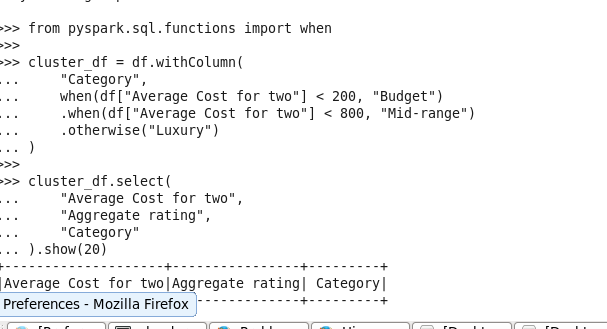 >>> from pyspark.sql.functions import when
>>>
>>> cluster_df = df.withColumn(
...     "Category",
...     when(df["Average Cost for two"] < 200, "Budget")
...     .when(df["Average Cost for two"] < 800, "Mid-range")
...     .otherwise("Luxury")
... )
>>>
>>> cluster_df.select(
...     "Average Cost for two",
...     "Aggregate rating",
...     "Category"
... ).show(20)
+--------------------+----------------+---------+
|Average Cost for two|Aggregate rating| Category|
Preferences - Mozilla Firefox